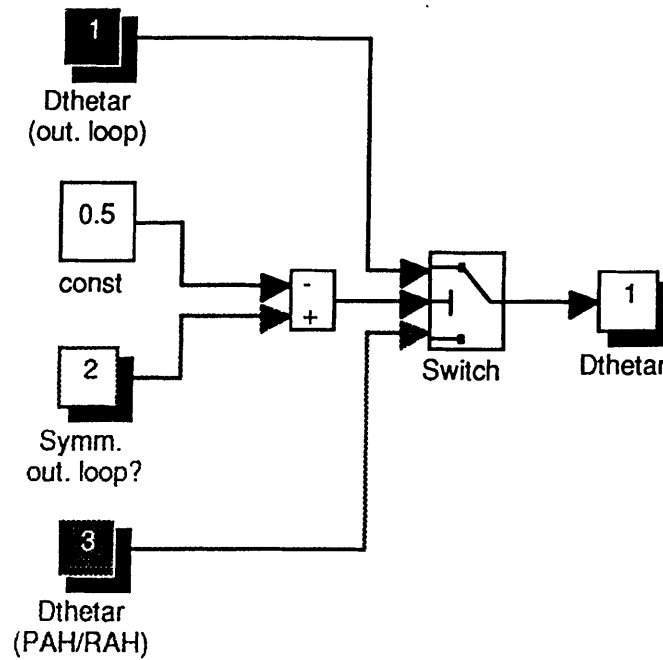 1
Dthetar
(out. loop)
0.5
const
-
+
2
Symm.
out. loop?
Switch
1
Dthetar
3
Dthetar
(PAH/RAH)